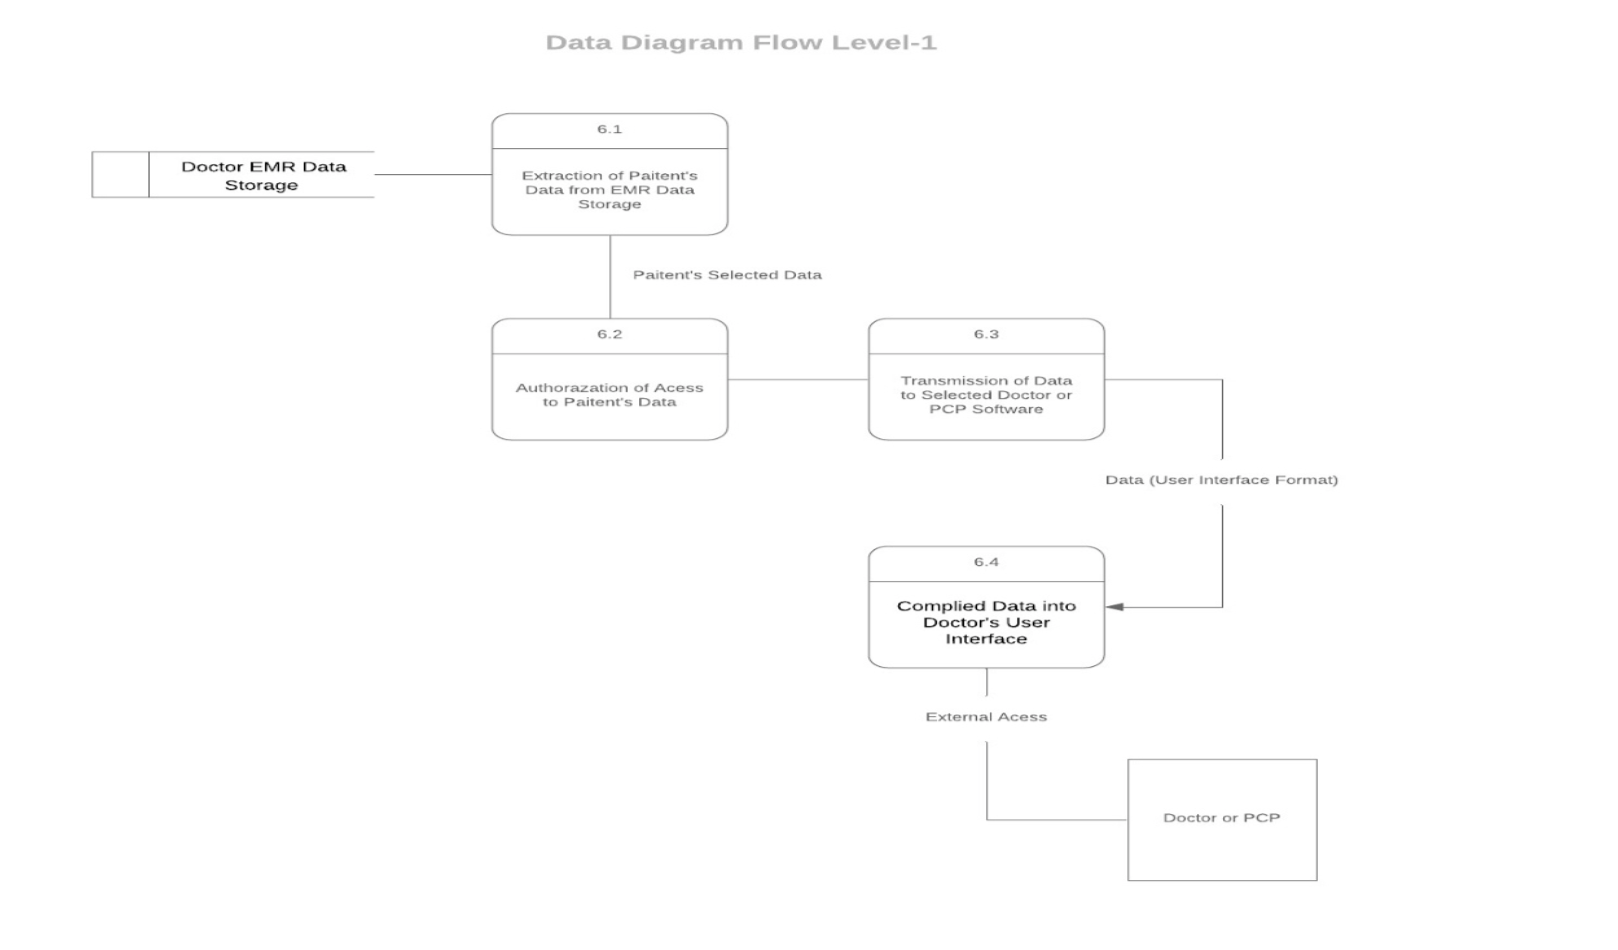 Data Diagram Flow Level-1
6.1
Doctor EMR Data
Storage
Extraction of Paitent's
Data from EMR Data
Storage
Paitent's Selected Data
6.2
Authorazation of Acess
to Paitent's Data
6.3
Transmission of Data
to Selected Doctor or
PCP Software
Data (User Interface Format)
6.4
Complied Data into
Doctor's User
Interface
External Acess
Doctor or PCP